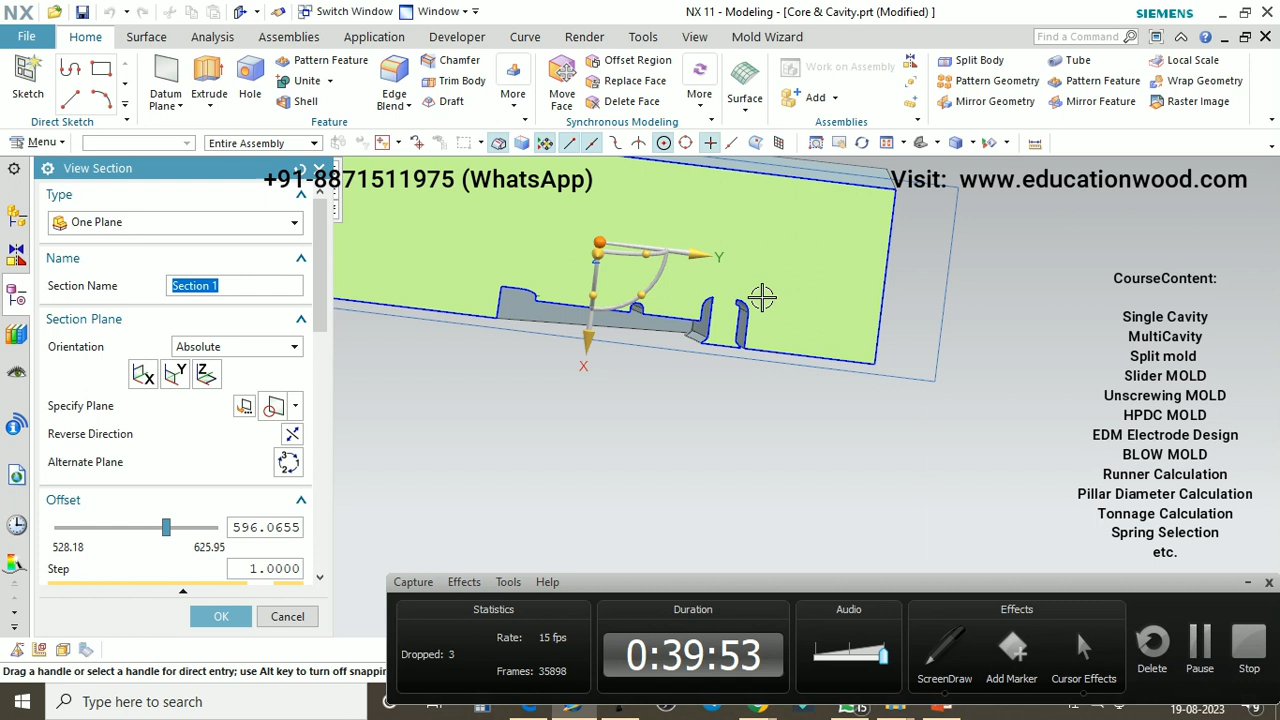 NX Switch Window Window NX 11 - Modeling - [Core & Cavity.prt (Modified) ] SIEMENS
File Home Surface Analysis Assemblies Application Developer Curve Render Tools View Mold Wizard Find a Command
Sketch
Direct Sketch
Datum Plane
Extrude
Hole
Pattern Feature
Unite
Shell
Edge Blend
Chamfer
Trim Body
Draft
More
Feature
Move Face
Offset Region
Replace Face
Delete Face
More
Synchronous Modeling
Surface
Work on Assembly
Add
Assemblies
Split Body
Pattern Geometry
Mirror Geometry
Tube
Pattern Feature
Mirror Feature
Local Scale
Wrap Geometry
Raster Image
Menu Entire Assembly
View Section
+91-8871511975 (WhatsApp) Visit: www.educationwood.com
Type
One Plane
Name
Section Name Section 1
Section Plane
Orientation Absolute
X Y Z
Specify Plane
Reverse Direction
Alternate Plane
Offset
596.0655
528.18 625.95
Step 1.0000
OK Cancel
Y
X
CourseContent:
Single Cavity
MultiCavity
Split mold
Slider MOLD
Unscrewing MOLD
HPDC MOLD
EDM Electrode Design
BLOW MOLD
Runner Calculation
Pillar Diameter Calculation
Tonnage Calculation
Spring Selection
etc.
Capture Effects Tools Help
Statistics
Rate: 15 fps
Dropped: 3
Frames: 35898
Duration
0:39:53
Audio
Effects
ScreenDraw Add Marker Cursor Effects
Delete Pause Stop
Drag a handle or select a handle for direct entry; use Alt key to turn off snapping
Type here to search
19-08-2023